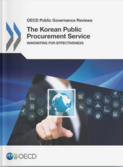 OECD Public Governance Reviews
The Korean Public
Procurement Service
INNOVATING FOR EFFECTIVENESS
OECD